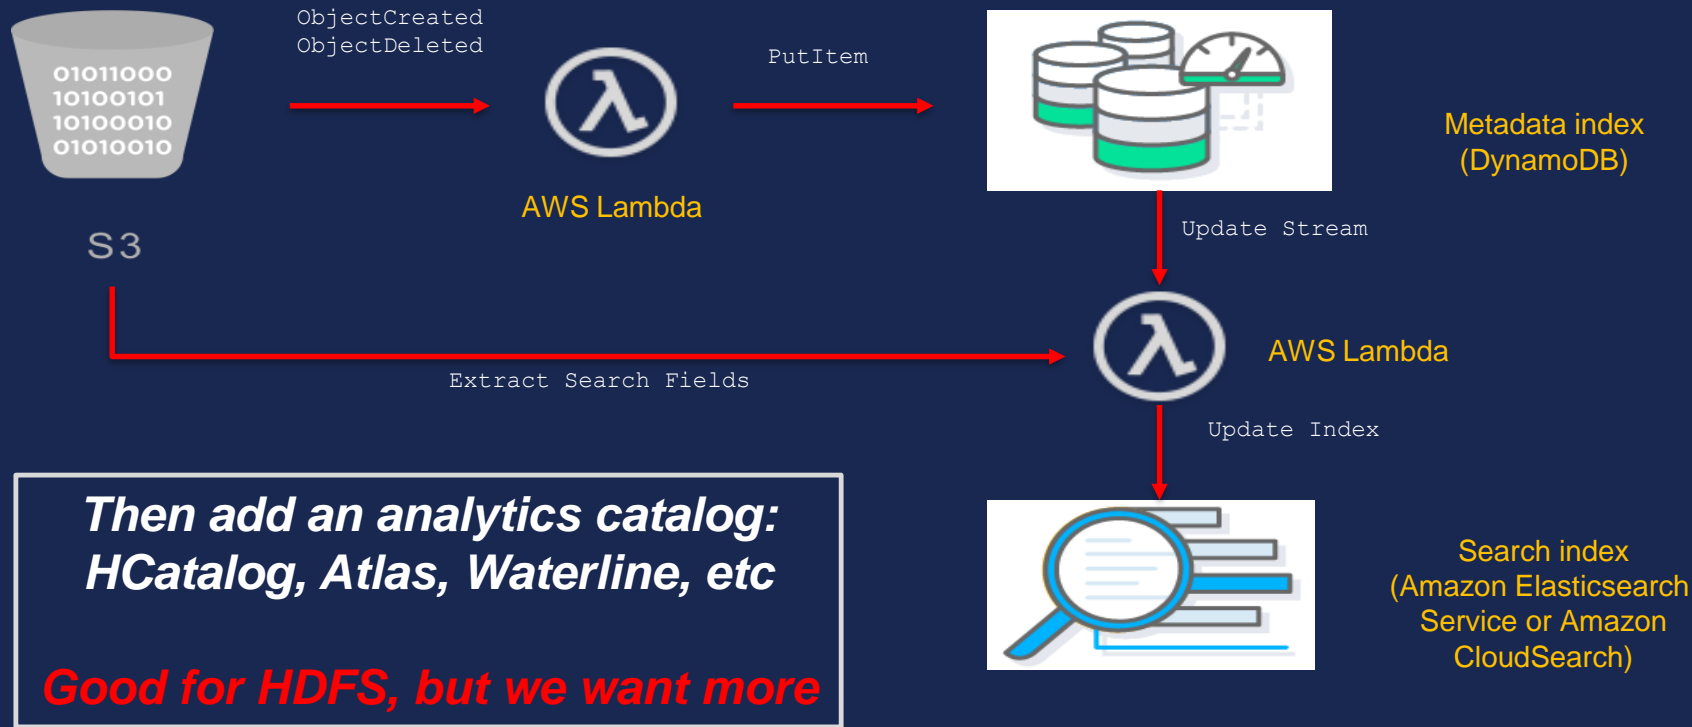 ObjectCreated
ObjectDeleted
01011000
10100101
10100010
01010010
S3
AWS Lambda
PutItem
Metadata index
(DynamoDB)
Update Stream
AWS Lambda
Extract Search Fields
Update Index
Then add an analytics catalog:
HCatalog, Atlas, Waterline, etc
Good for HDFS, but we want more
Search index
(Amazon Elasticsearch
Service or Amazon
CloudSearch)